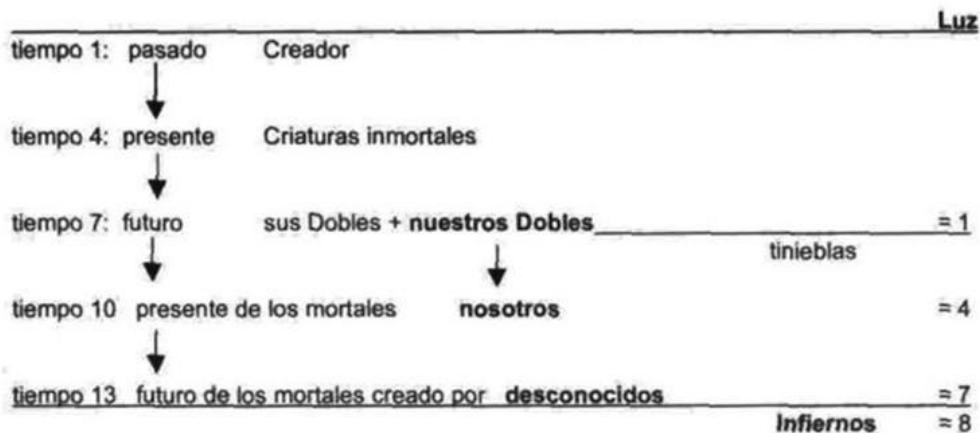 Luz
tiempo 1: pasado Creador
tiempo 4: presente Criaturas inmortales
tiempo 7: futuro sus Dobles + nuestros Dobles = 1
tinieblas
tiempo 10 presente de los mortales nosotros = 4
tiempo 13 futuro de los mortales creado por desconocidos = 7
Infiernos = 8